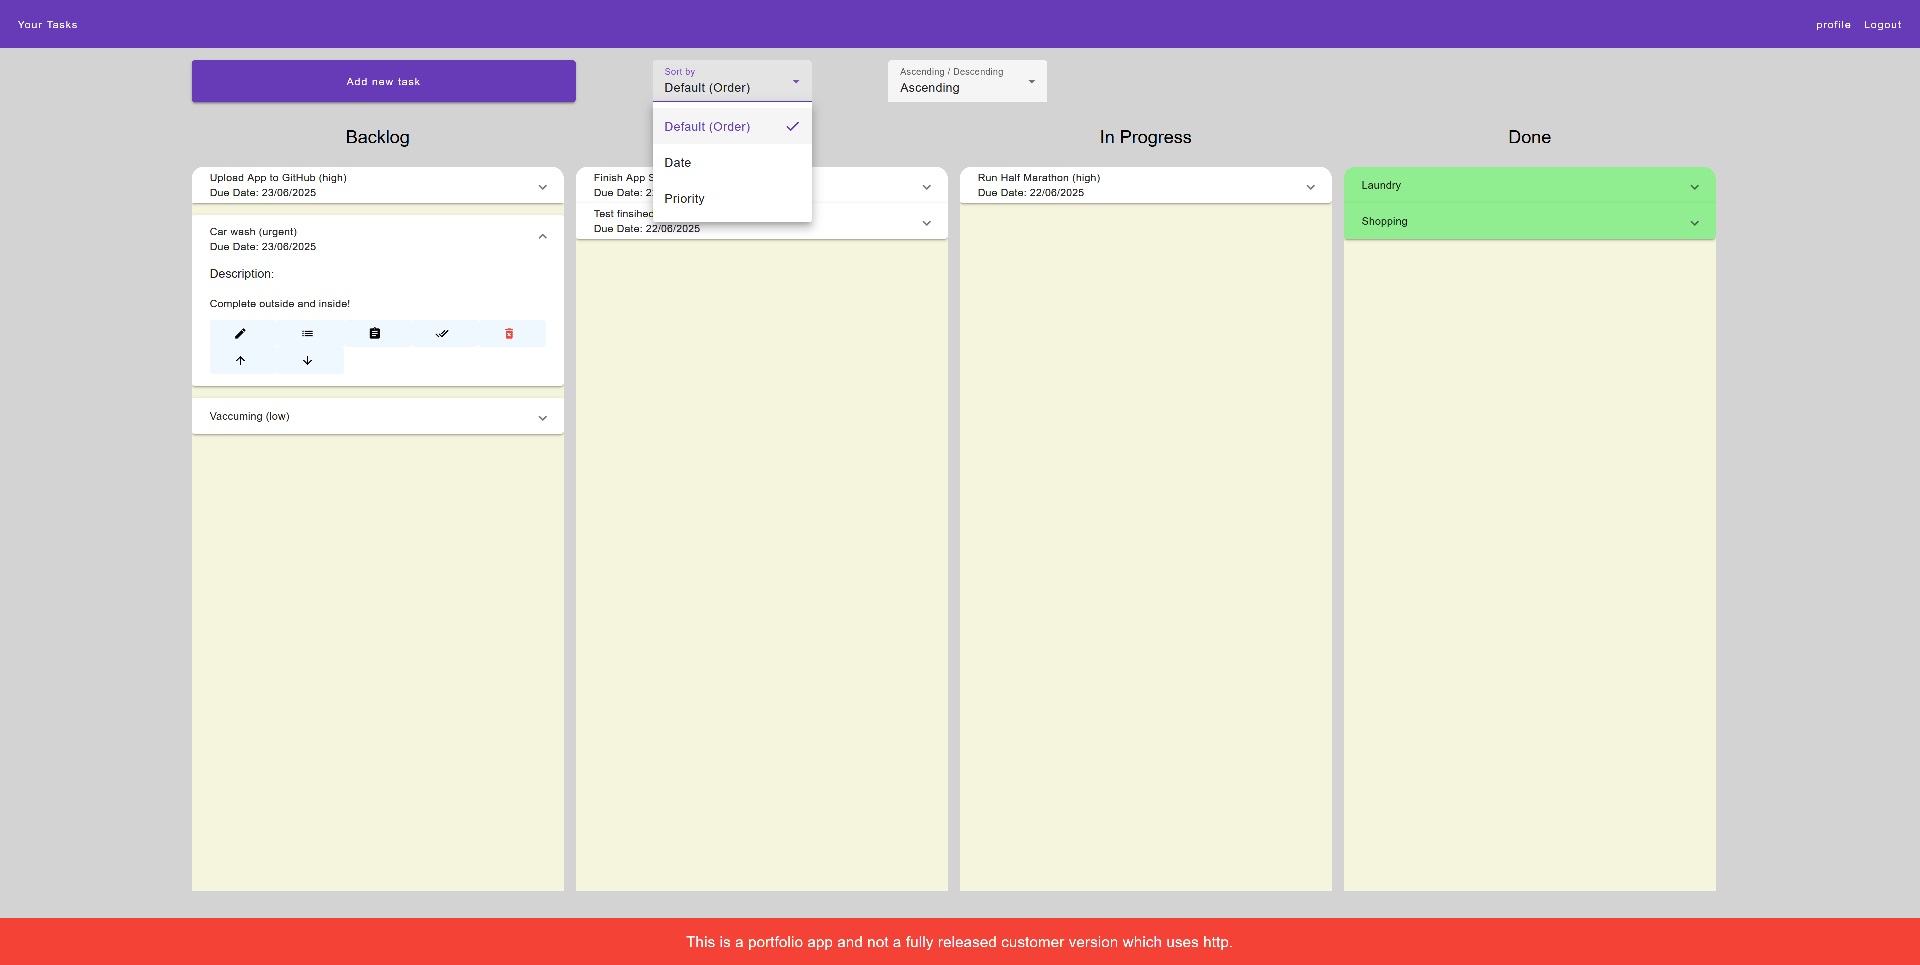 Your Tasks
profile
Logout
Add new task
Sort by
Default (Order)
Ascending / Descending
Ascending
Default (Order)
Date
Priority
Backlog
In Progress
Done
Upload App to GitHub (high)
Due Date: 23/06/2025
Car wash (urgent)
Due Date: 23/06/2025
Description:
Complete outside and inside!
Vaccuming (low)
Finish App
Due Date:
Test finsihed
Due Date: 22/06/2025
Run Half Marathon (high)
Due Date: 22/06/2025
Laundry
Shopping
This is a portfolio app and not a fully released customer version which uses http.